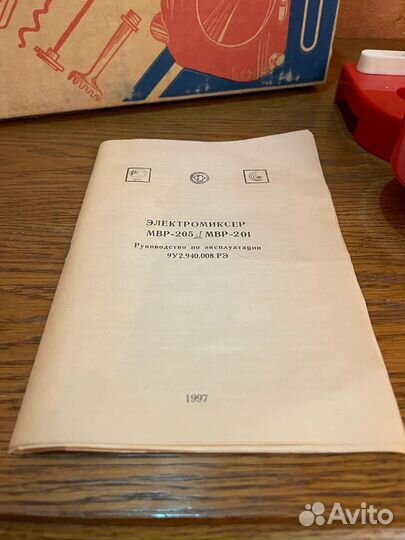 ЭЛЕКТРОМИКСЕР
МВР-205 МВР-201
Руководство по эксплуатации
9У2.940.008 РЭ
1997
Avito